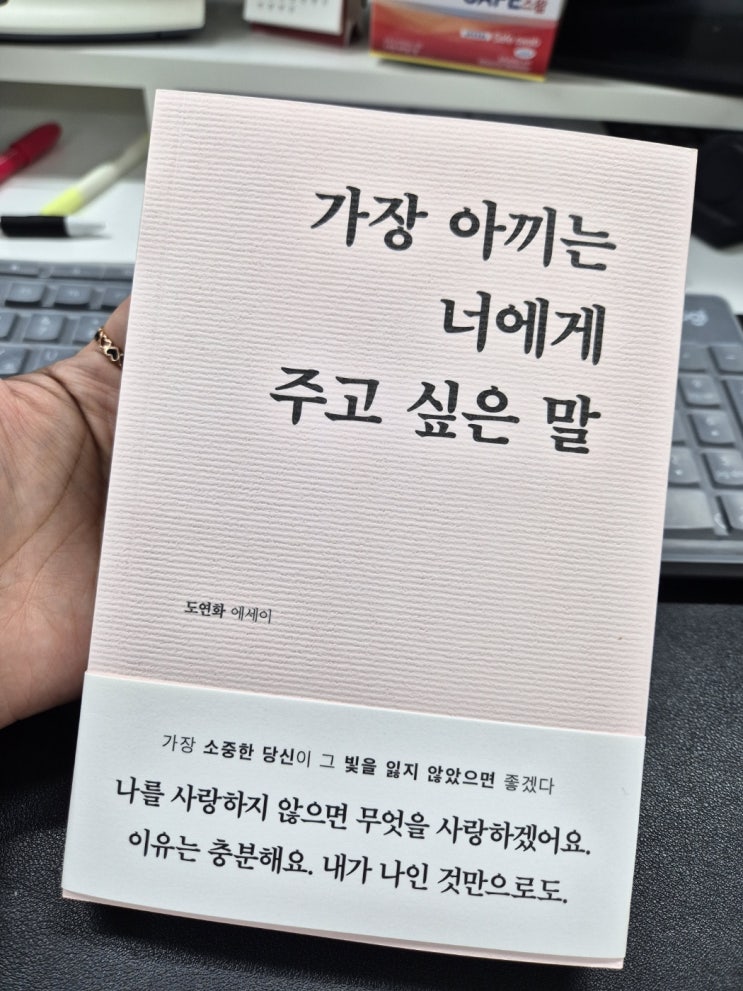 가장 아끼는
너에게
주고 싶은 말
도연화 에세이
가장 소중한 당신이 그 빛을 잃지 않았으면 좋겠다
나를 사랑하지 않으면 무엇을 사랑하겠어요.
이유는 충분해요. 내가 나인 것만으로도.